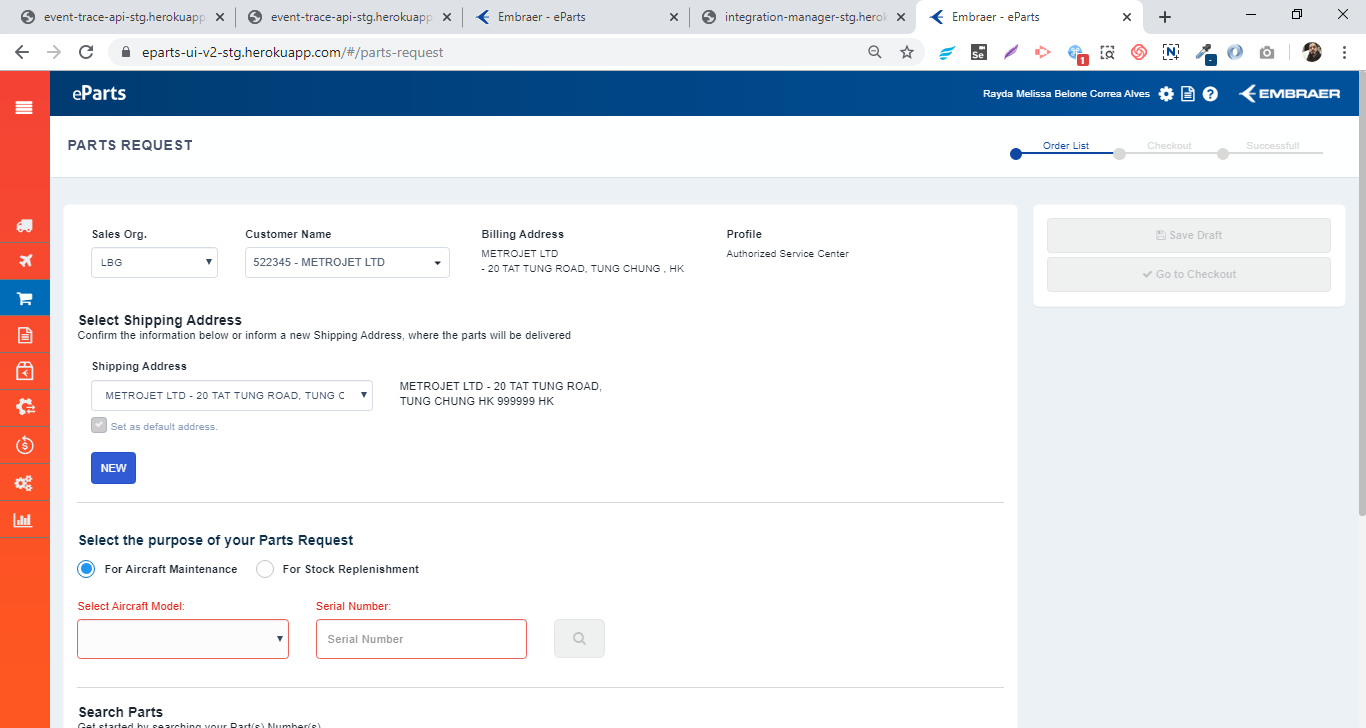 event-trace-api-stg.herokuapp
event-trace-api-stg.herokuapp
Embraer - eParts
integration-manager-stg.herok
Embraer - eParts
eparts-ui-v2-stg.herokuapp.com/#/parts-request
Se
1
N
eParts
Rayda Melissa Belone Correa Alves
EMBRAER
PARTS REQUEST
Order List
Checkout
Successfull
Sales Org.
Customer Name
Billing Address
Profile
LBG
522345 - METROJET LTD
METROJET LTD
- 20 TAT TUNG ROAD, TUNG CHUNG , HK
Authorized Service Center
Save Draft
Go to Checkout
Select Shipping Address
Confirm the information below or inform a new Shipping Address, where the parts will be delivered
Shipping Address
METROJET LTD - 20 TAT TUNG ROAD, TUNG C
METROJET LTD - 20 TAT TUNG ROAD,
TUNG CHUNG HK 999999 HK
Set as default address.
NEW
Select the purpose of your Parts Request
For Aircraft Maintenance
For Stock Replenishment
Select Aircraft Model:
Serial Number:
Serial Number
Search Parts
Get started by searching your Part(s) Number(s)